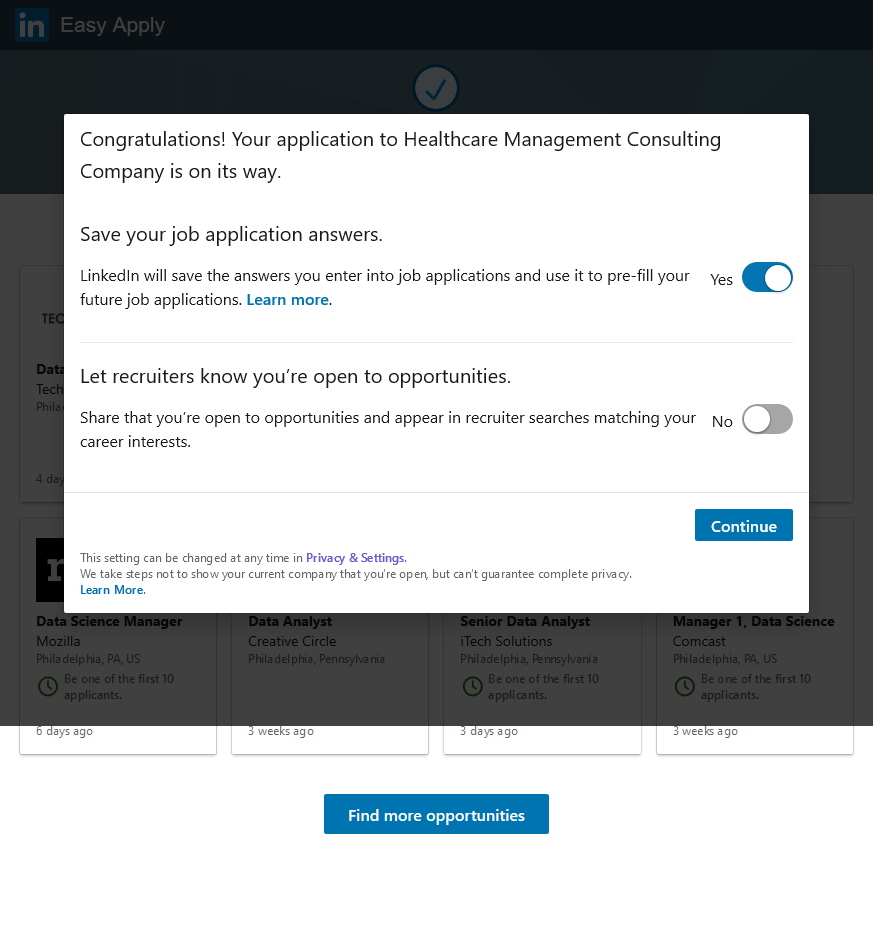 in Easy Apply
Congratulations! Your application to Healthcare Management Consulting
Company is on its way.
Save your job application answers.
LinkedIn will save the answers you enter into job applications and use it to pre-fill your
future job applications. Learn more.
Yes
Let recruiters know you’re open to opportunities.
Share that you’re open to opportunities and appear in recruiter searches matching your
career interests.
No
Continue
This setting can be changed at any time in Privacy & Settings.
We take steps not to show your current company that you’re open, but can’t guarantee complete privacy.
Learn More.
TEC
Data
Tech
Phila
4 day
Data Science Manager
Mozilla
Philadelphia, PA, US
Be one of the first 10
applicants.
6 days ago
Data Analyst
Creative Circle
Philadelphia, Pennsylvania
3 weeks ago
Senior Data Analyst
iTech Solutions
Philadelphia, Pennsylvania
Be one of the first 10
applicants.
3 days ago
Manager 1, Data Science
Comcast
Philadelphia, PA, US
Be one of the first 10
applicants.
3 weeks ago
Find more opportunities